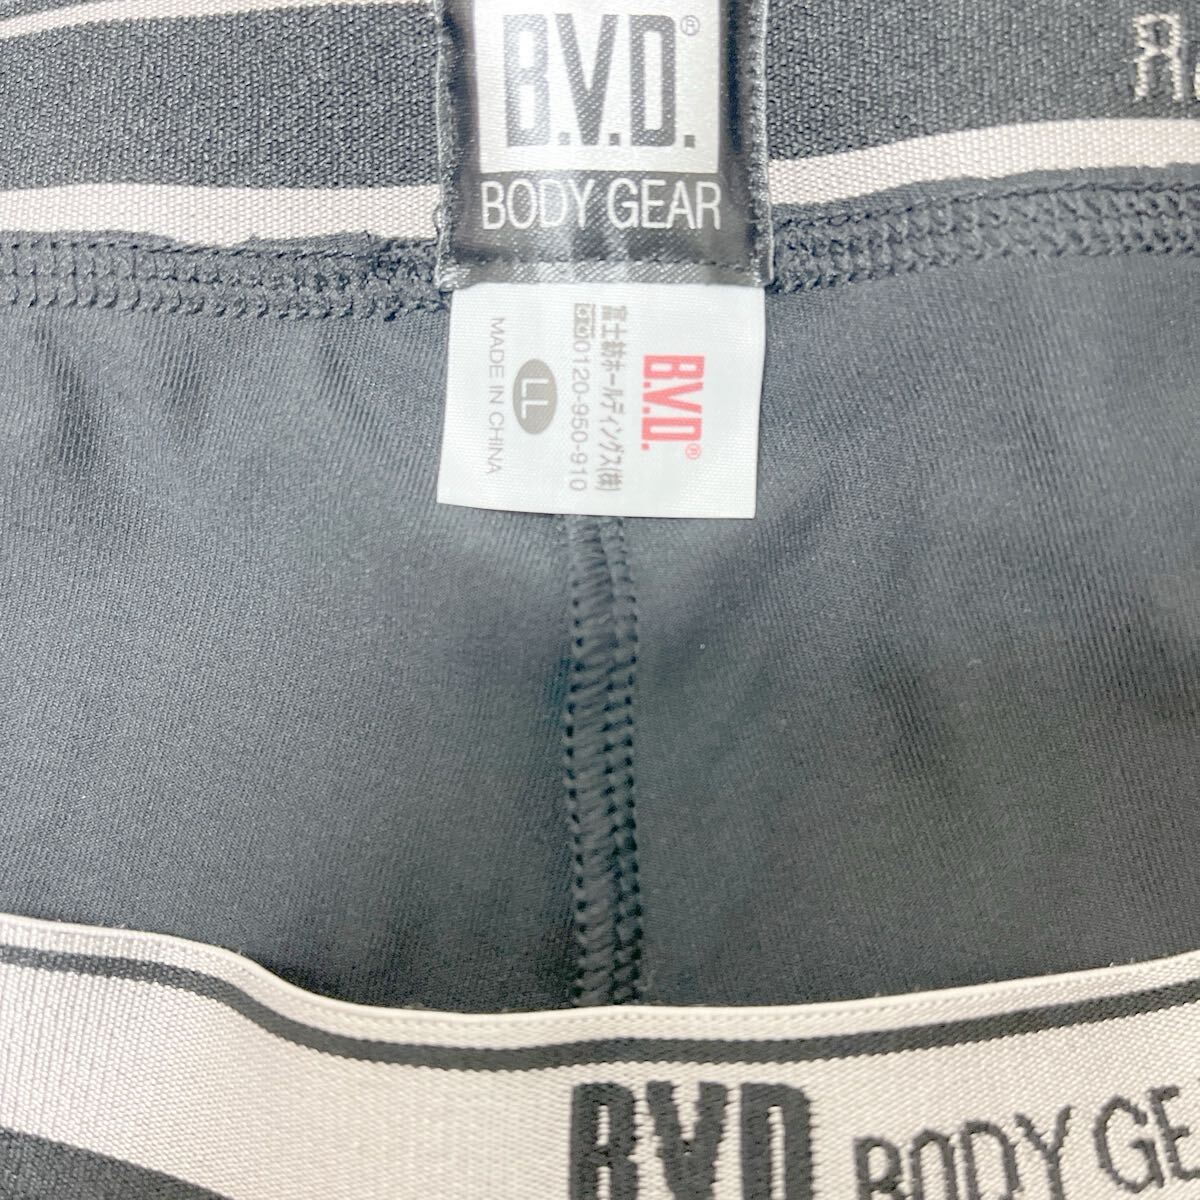 B.V.D.®
BODY GEAR
B.V.D.®
富士紡ホールディングス(株)
0120-950-910
LL
MADE IN CHINA
BVD BODY GE